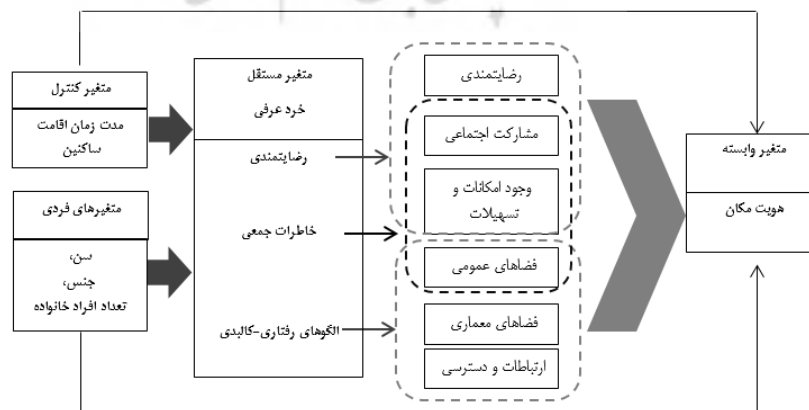 متغیر کنترل
مدت زمان اقامت
ساکنین
متغیرهای فردی
سن،
جنس،
تعداد افراد خانواده
متغیر مستقل
خرد عرفی
رضایتمندی
خاطرات جمعی
الگوهای رفتاری-کالبدی
رضایتمندی
مشارکت اجتماعی
وجود امکانات و
تسهیلات
فضاهای عمومی
فضاهای معماری
ارتباطات و دسترسی
متغیر وابسته
هویت مکان